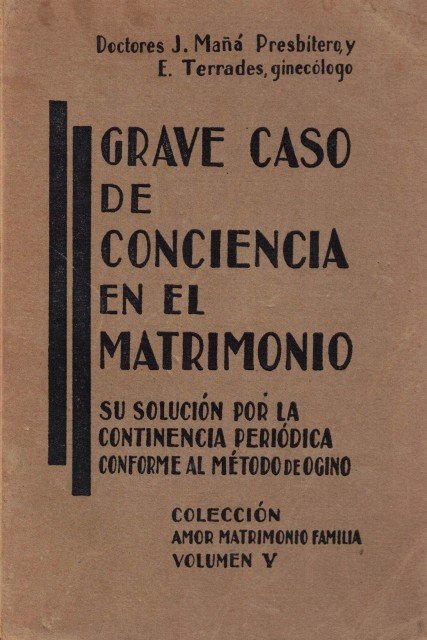 Doctores J. Mañá Presbítero, y
E. Terrades, ginecólogo
GRAVE CASO
DE
CONCIENCIA
EN EL
MATRIMONIO
SU SOLUCIÓN POR LA
CONTINENCIA PERIÓDICA
CONFORME AL MÉTODO DE OGINO
COLECCIÓN
AMOR MATRIMONIO FAMILIA
VOLUMEN V